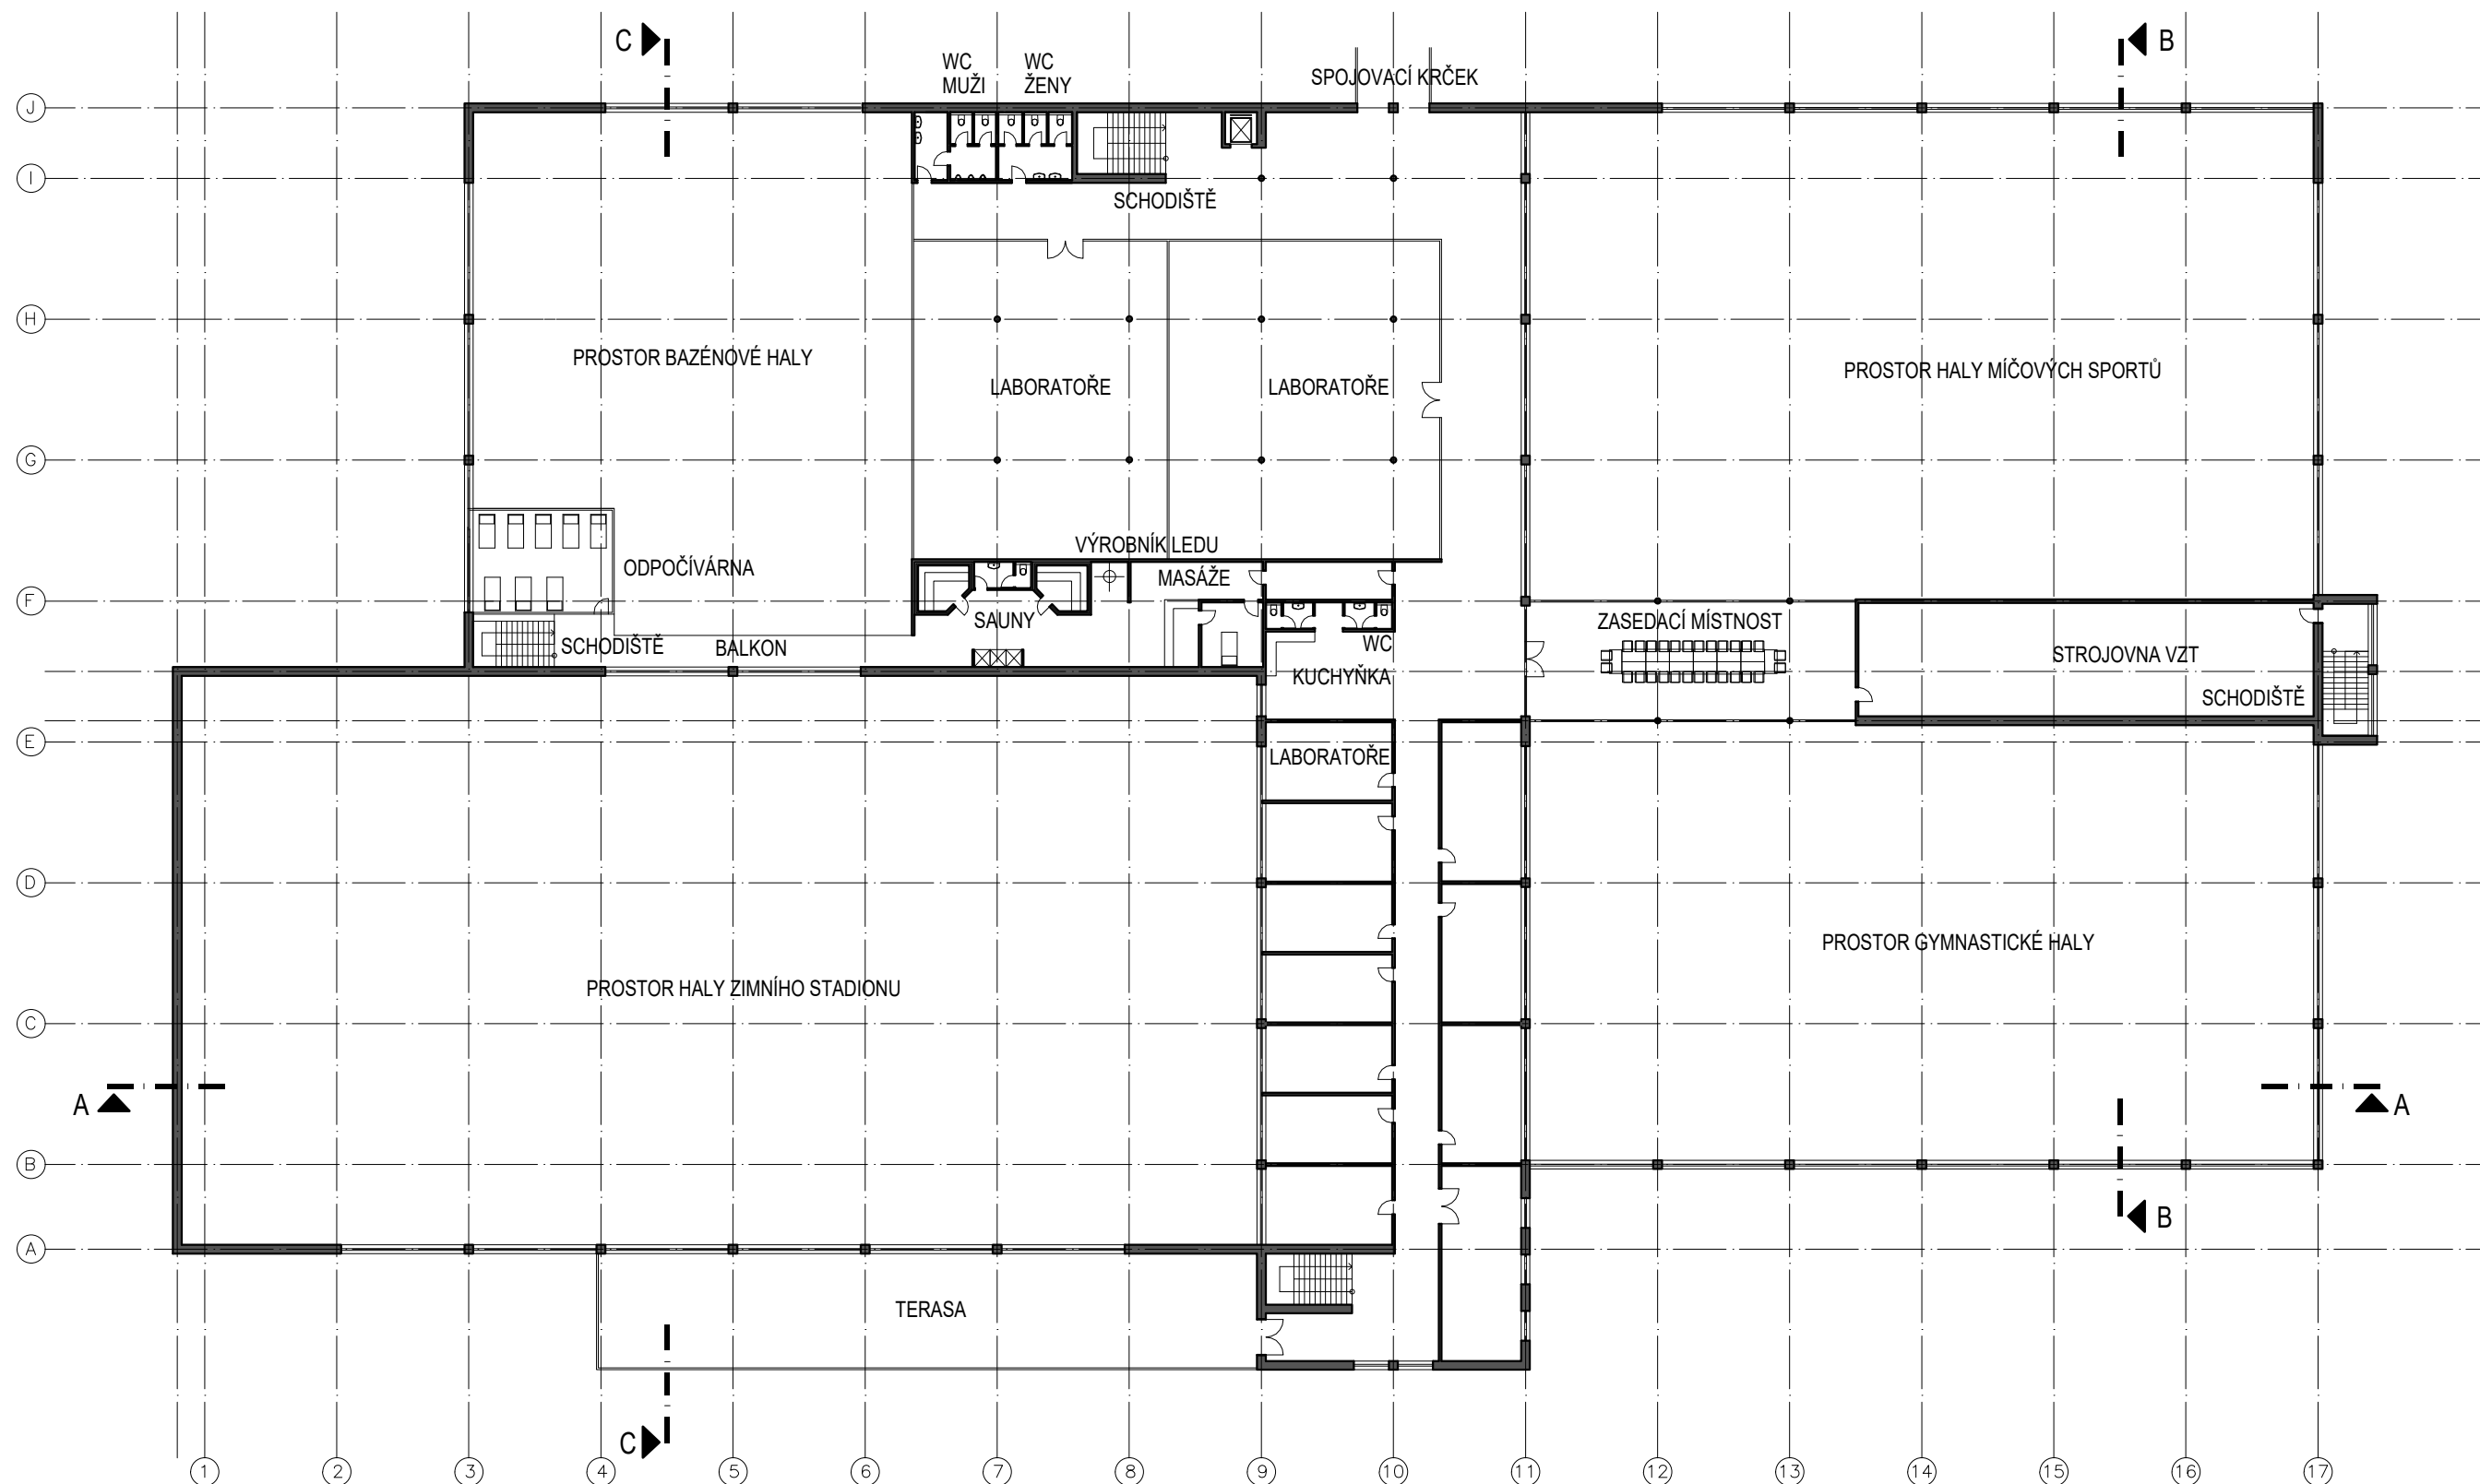 C
B
WC
MUŽI
WC
ŽENY
SPOJOVACÍ KRČEK
J
I
SCHODIŠTĚ
H
PROSTOR BAZÉNOVÉ HALY
PROSTOR HALY MÍČOVÝCH SPORTŮ
LABORATOŘE
LABORATOŘE
G
VÝROBNÍK LEDU
ODPOČÍVÁRNA
MASÁŽE
F
SAUNY
ZASEDACÍ MÍSTNOST
SCHODIŠTĚ
BALKON
WC
STROJOVNA VZT
KUCHYŇKA
SCHODIŠTĚ
E
LABORATOŘE
D
PROSTOR GYMNASTICKÉ HALY
PROSTOR HALY ZIMNÍHO STADIONU
C
A
A
B
B
A
TERASA
C
1
2
3
4
5
6
7
8
9
10
11
12
13
14
15
16
17